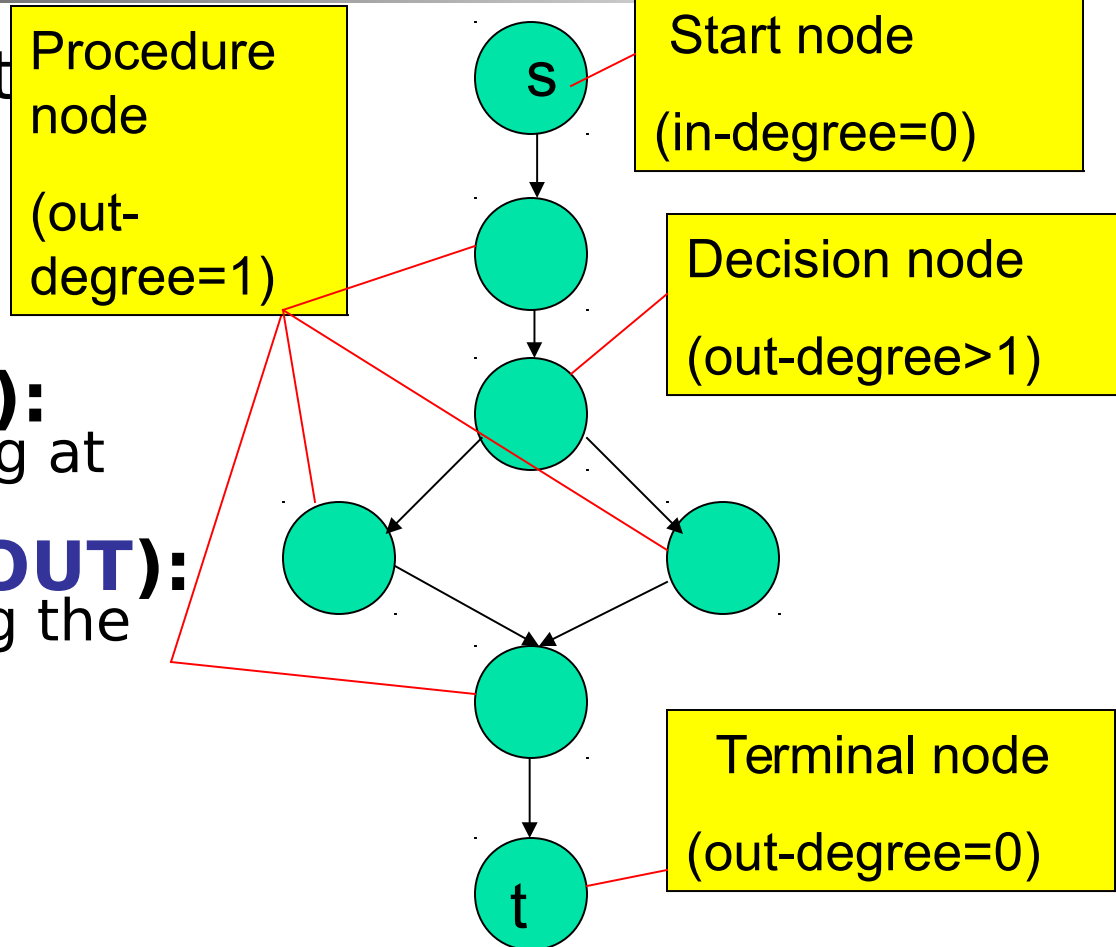 t
Procedure
node
(out-
degree=1)
):
g at
OUT):
g the
s
Start node
(in-degree=0)
Decision node
(out-degree>1)
Terminal node
(out-degree=0)
t